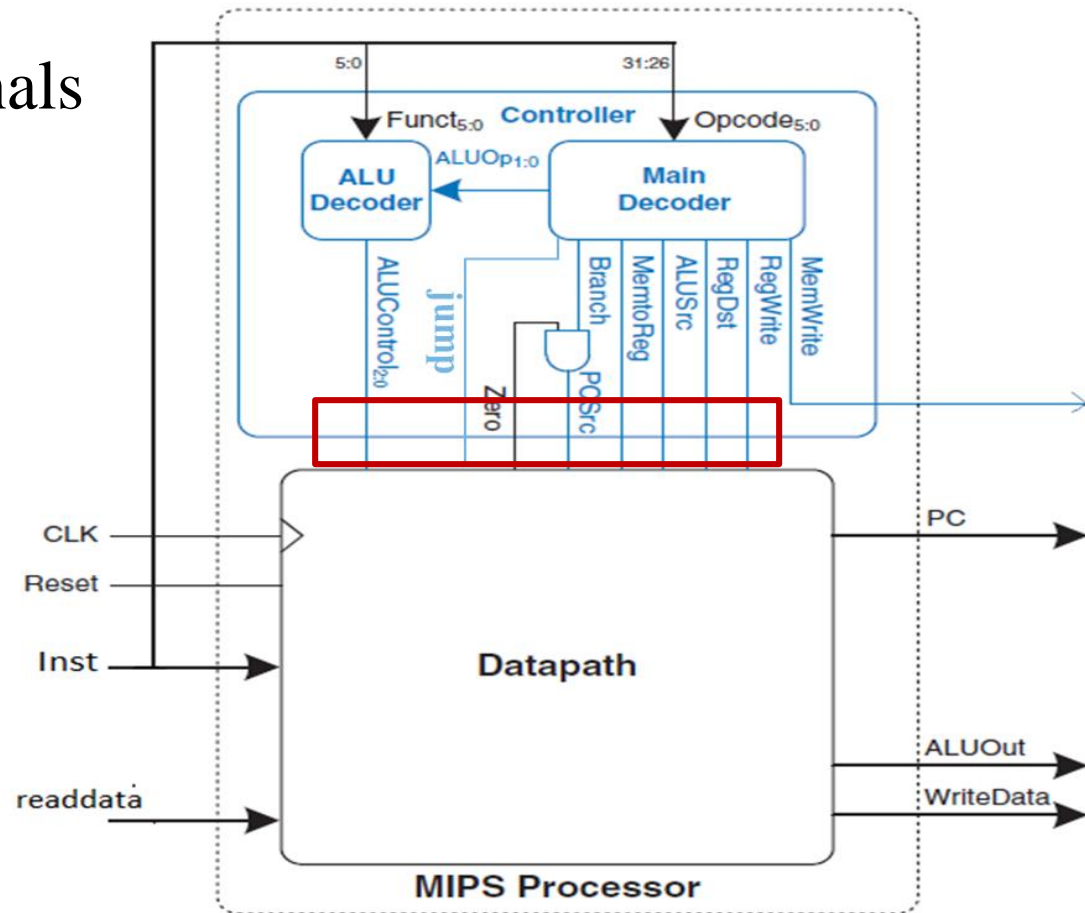 nals
5:0
31:26
Funct5:0
Controller
Opcode5:0
ALUOp1:0
ALU
Decoder
Main
Decoder
ALUControl2:0
jump
Zero
Branch
PCSrc
MemtoReg
ALUSrc
RegDst
RegWrite
MemWrite
CLK
Reset
Inst
readdata
Datapath
PC
ALUOut
WriteData
MIPS Processor